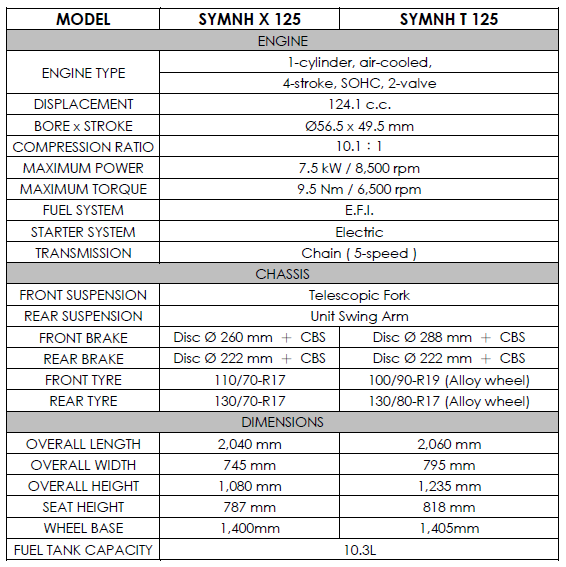 MODEL SYMNH X 125 SYMNH T 125
ENGINE
ENGINE TYPE 1-cylinder, air-cooled,
4-stroke, SOHC, 2-valve
DISPLACEMENT 124.1 c.c.
BORE x STROKE Ø56.5 x 49.5 mm
COMPRESSION RATIO 10.1：1
MAXIMUM POWER 7.5 kW / 8,500 rpm
MAXIMUM TORQUE 9.5 Nm / 6,500 rpm
FUEL SYSTEM E.F.I.
STARTER SYSTEM Electric
TRANSMISSION Chain ( 5-speed )
CHASSIS
FRONT SUSPENSION Telescopic Fork
REAR SUSPENSION Unit Swing Arm
FRONT BRAKE Disc Ø 260 mm ＋ CBS Disc Ø 288 mm ＋ CBS
REAR BRAKE Disc Ø 222 mm ＋ CBS Disc Ø 222 mm ＋ CBS
FRONT TYRE 110/70-R17 100/90-R19 (Alloy wheel)
REAR TYRE 130/70-R17 130/80-R17 (Alloy wheel)
DIMENSIONS
OVERALL LENGTH 2,040 mm 2,060 mm
OVERALL WIDTH 745 mm 795 mm
OVERALL HEIGHT 1,080 mm 1,235 mm
SEAT HEIGHT 787 mm 818 mm
WHEEL BASE 1,400mm 1,405mm
FUEL TANK CAPACITY 10.3L